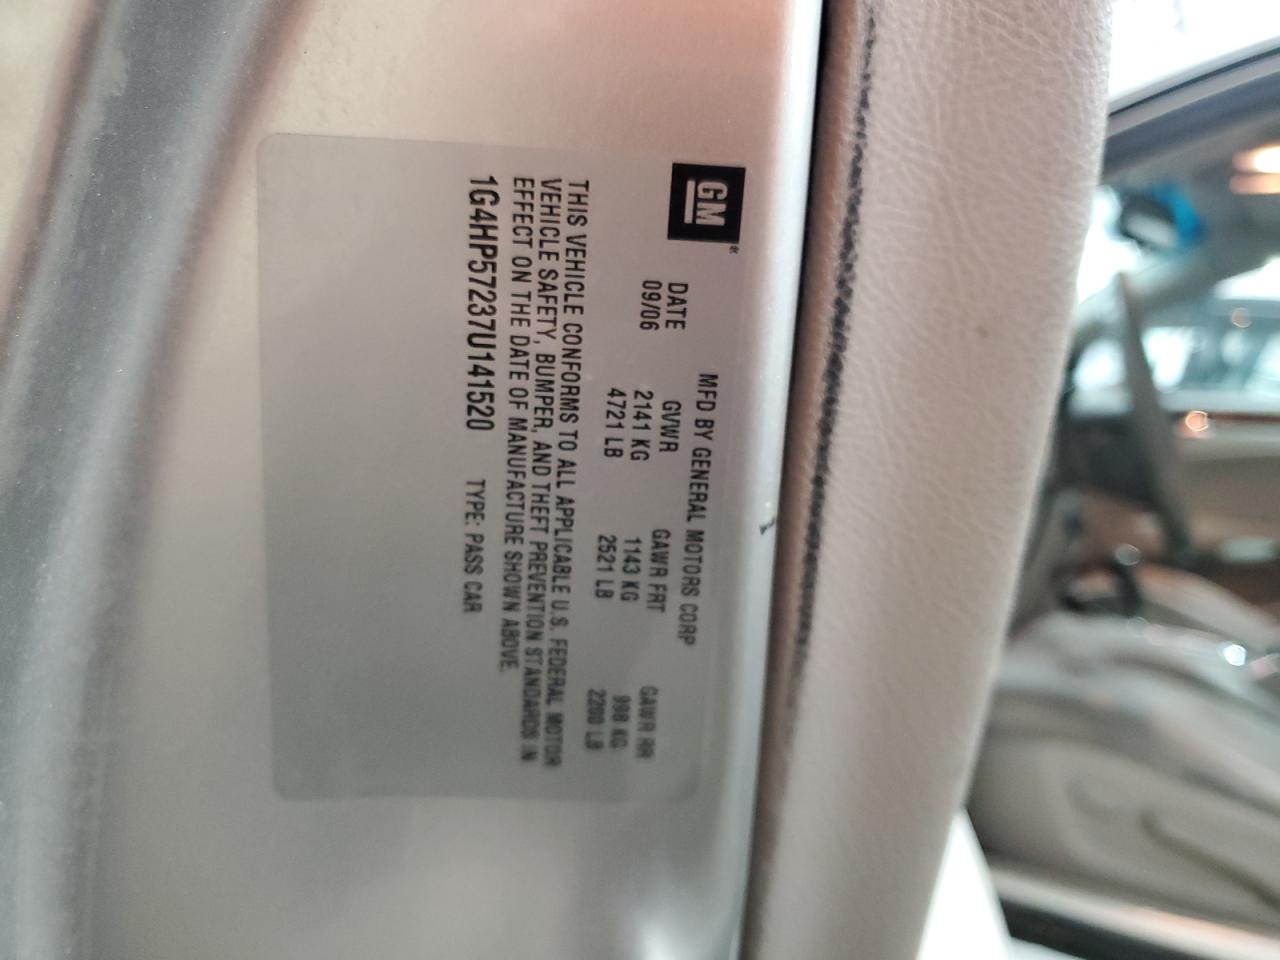 GM®
MFD BY GENERAL MOTORS CORP
DATE GVWR GAWR FRT GAWR RR
09/06 2141 KG 1143 KG 998 KG
4721 LB 2521 LB 2200 LB
THIS VEHICLE CONFORMS TO ALL APPLICABLE U.S. FEDERAL MOTOR
VEHICLE SAFETY, BUMPER, AND THEFT PREVENTION STANDARDS IN
EFFECT ON THE DATE OF MANUFACTURE SHOWN ABOVE.
1G4HP57237U141520 TYPE: PASS CAR